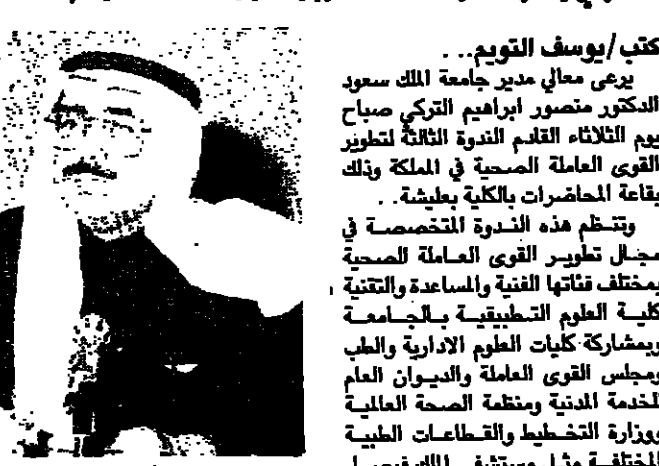 كتب/يوسف التويم. .
يرعى معالي مدير جامعة الملك سعود
الدكتور منصور ابراهيم التركي صباح
يوم الثلاثاء القادم الندوة الثالثة لتطوير
القوى العاملة الصحية في المملكة وذلك
بقاعة المحاضرات بالكلية بعليشة. .
وتنظم هذه الندوة المتخصصة في
مجال تطوير القوى العاملة الصحية
بمختلف فئاتها الفنية والمساعدة والتقنية
كلية العلوم التطبيقية بالجامعة
وبمشاركة كليات العلوم الادارية والطب
ومجلس القوى العاملة والديوان العام
للخدمة المدنية ومنظمة الصحة العالمية
ووزارة التخطيط والقطاعات الطبية